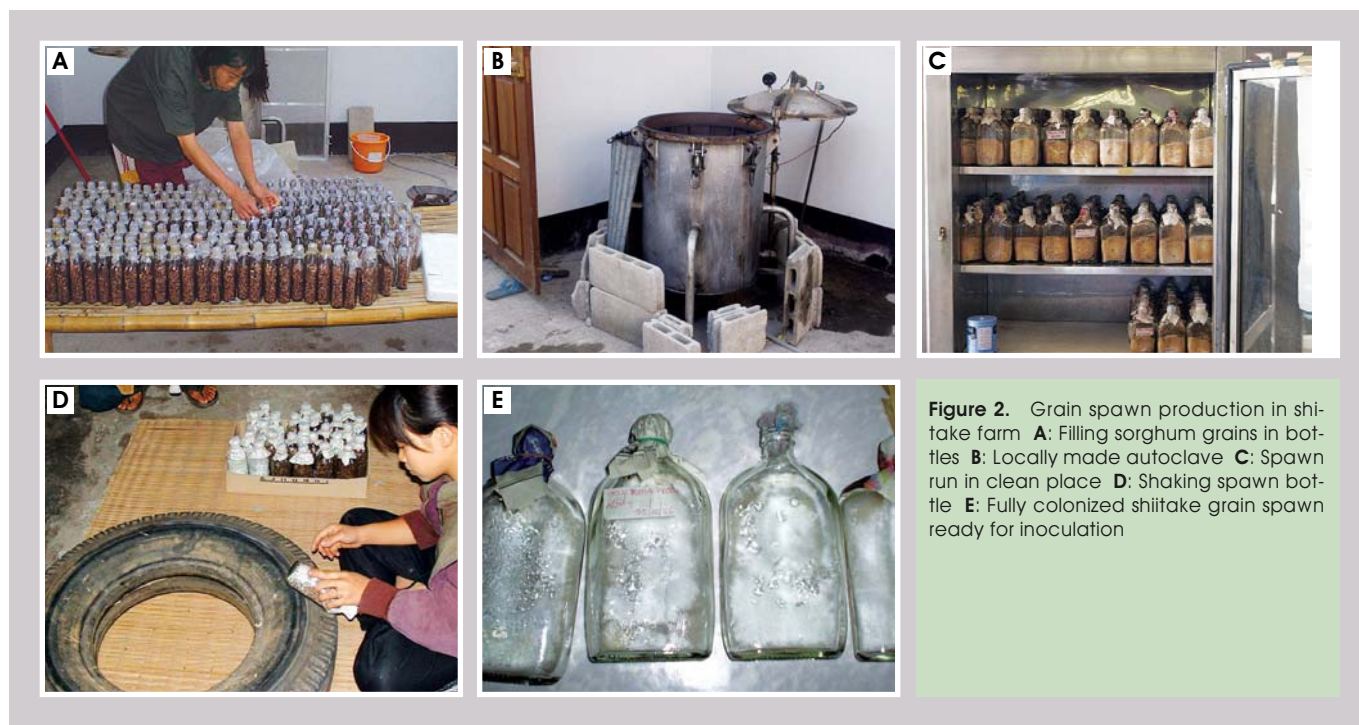 A
B
C
D
E
Figure 2. Grain spawn production in shi-
take farm A: Filling sorghum grains in bot-
tles B: Locally made autoclave C: Spawn
run in clean place D: Shaking spawn bot-
tle E: Fully colonized shiitake grain spawn
ready for inoculation